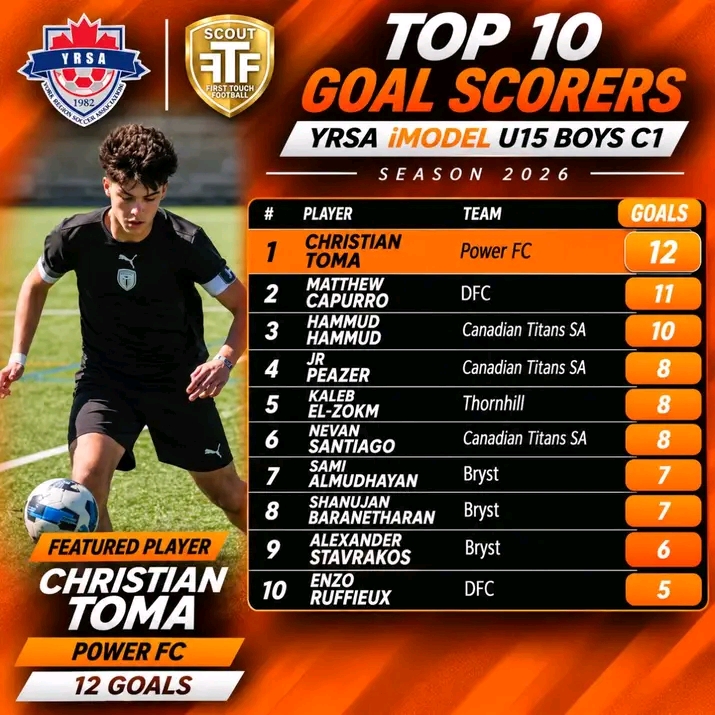 YRSA
YORK REGION SOCCER ASSOCIATION
1982
SCOUT
FTF
FIRST TOUCH
FOOTBALL
TOP 10
GOAL SCORERS
YRSA iMODEL U15 BOYS C1
SEASON 2026
# PLAYER TEAM GOALS
1 CHRISTIAN TOMA Power FC 12
2 MATTHEW CAPURRO DFC 11
3 HAMMUD HAMMUD Canadian Titans SA 10
4 JR PEAZER Canadian Titans SA 8
5 KALEB EL-ZOKM Thornhill 8
6 NEVAN SANTIAGO Canadian Titans SA 8
7 SAMI ALMUDHAYAN Bryst 7
8 SHANUJAN BARANETHARAN Bryst 7
9 ALEXANDER STAVRAKOS Bryst 6
10 ENZO RUFFIEUX DFC 5
FEATURED PLAYER
CHRISTIAN
TOMA
POWER FC
12 GOALS